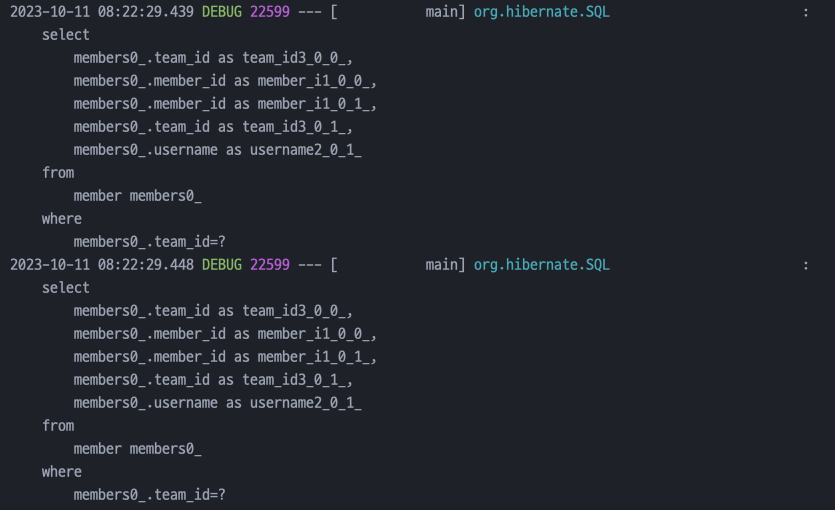 2023-10-11 08:22:29.439 DEBUG 22599 --- [           main] org.hibernate.SQL                        :
    select
        members0_.team_id as team_id3_0_0_,
        members0_.member_id as member_i1_0_0_,
        members0_.member_id as member_i1_0_1_,
        members0_.team_id as team_id3_0_1_,
        members0_.username as username2_0_1_
    from
        member members0_
    where
        members0_.team_id=?
2023-10-11 08:22:29.448 DEBUG 22599 --- [           main] org.hibernate.SQL                        :
    select
        members0_.team_id as team_id3_0_0_,
        members0_.member_id as member_i1_0_0_,
        members0_.member_id as member_i1_0_1_,
        members0_.team_id as team_id3_0_1_,
        members0_.username as username2_0_1_
    from
        member members0_
    where
        members0_.team_id=?